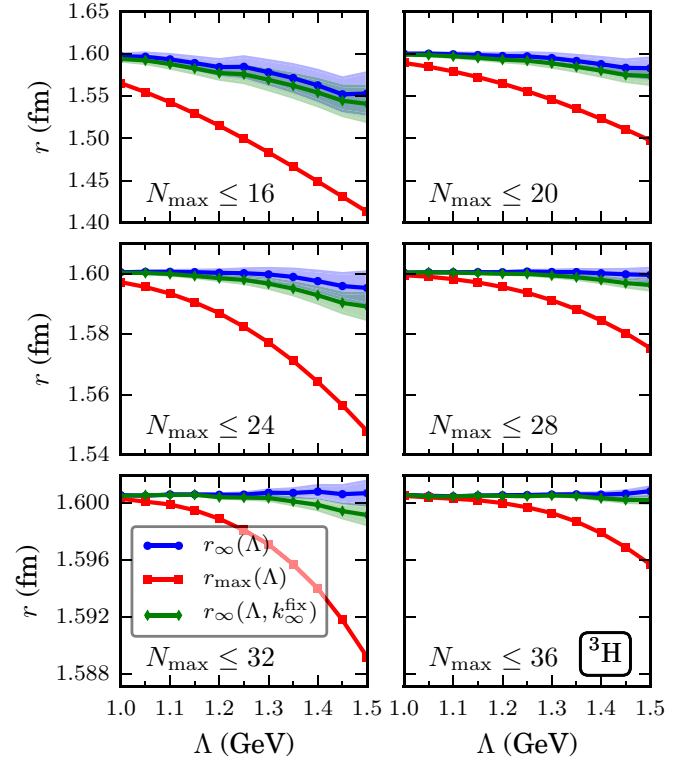 1.65
1.60
1.55
1.50
1.45
1.40
r (fm)
N_max ≤ 16
N_max ≤ 20
1.60
1.58
1.56
1.54
r (fm)
N_max ≤ 24
N_max ≤ 28
1.600
1.596
1.592
1.588
r (fm)
r_∞(Λ)
r_max(Λ)
r_∞(Λ, k_∞^fix)
N_max ≤ 32
N_max ≤ 36
³H
1.0 1.1 1.2 1.3 1.4 1.5
1.0 1.1 1.2 1.3 1.4 1.5
Λ (GeV)
Λ (GeV)